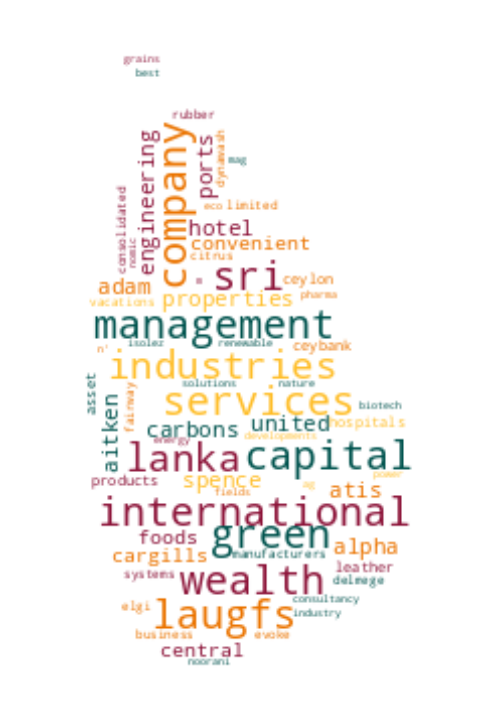 grains
best
rubber
engineering
company
ports
dynawash
mag
consolidated
nomic
eco
limited
hotel
convenient
citrus
sri
ceylon
adam
vacations
properties
pharma
management
isolez
renewable
ceybank
n'
industries
solutions
nature
asset
services
biotech
aitken
fairway
carbons
united
hospitals
energy
developments
lanka
capital
products
spence
power
ag
atis
fields
international
green
foods
alpha
cargills
manufacturers
leather
systems
wealth
delmege
consultancy
elgi
laugfs
industry
business
evoke
central
noorani